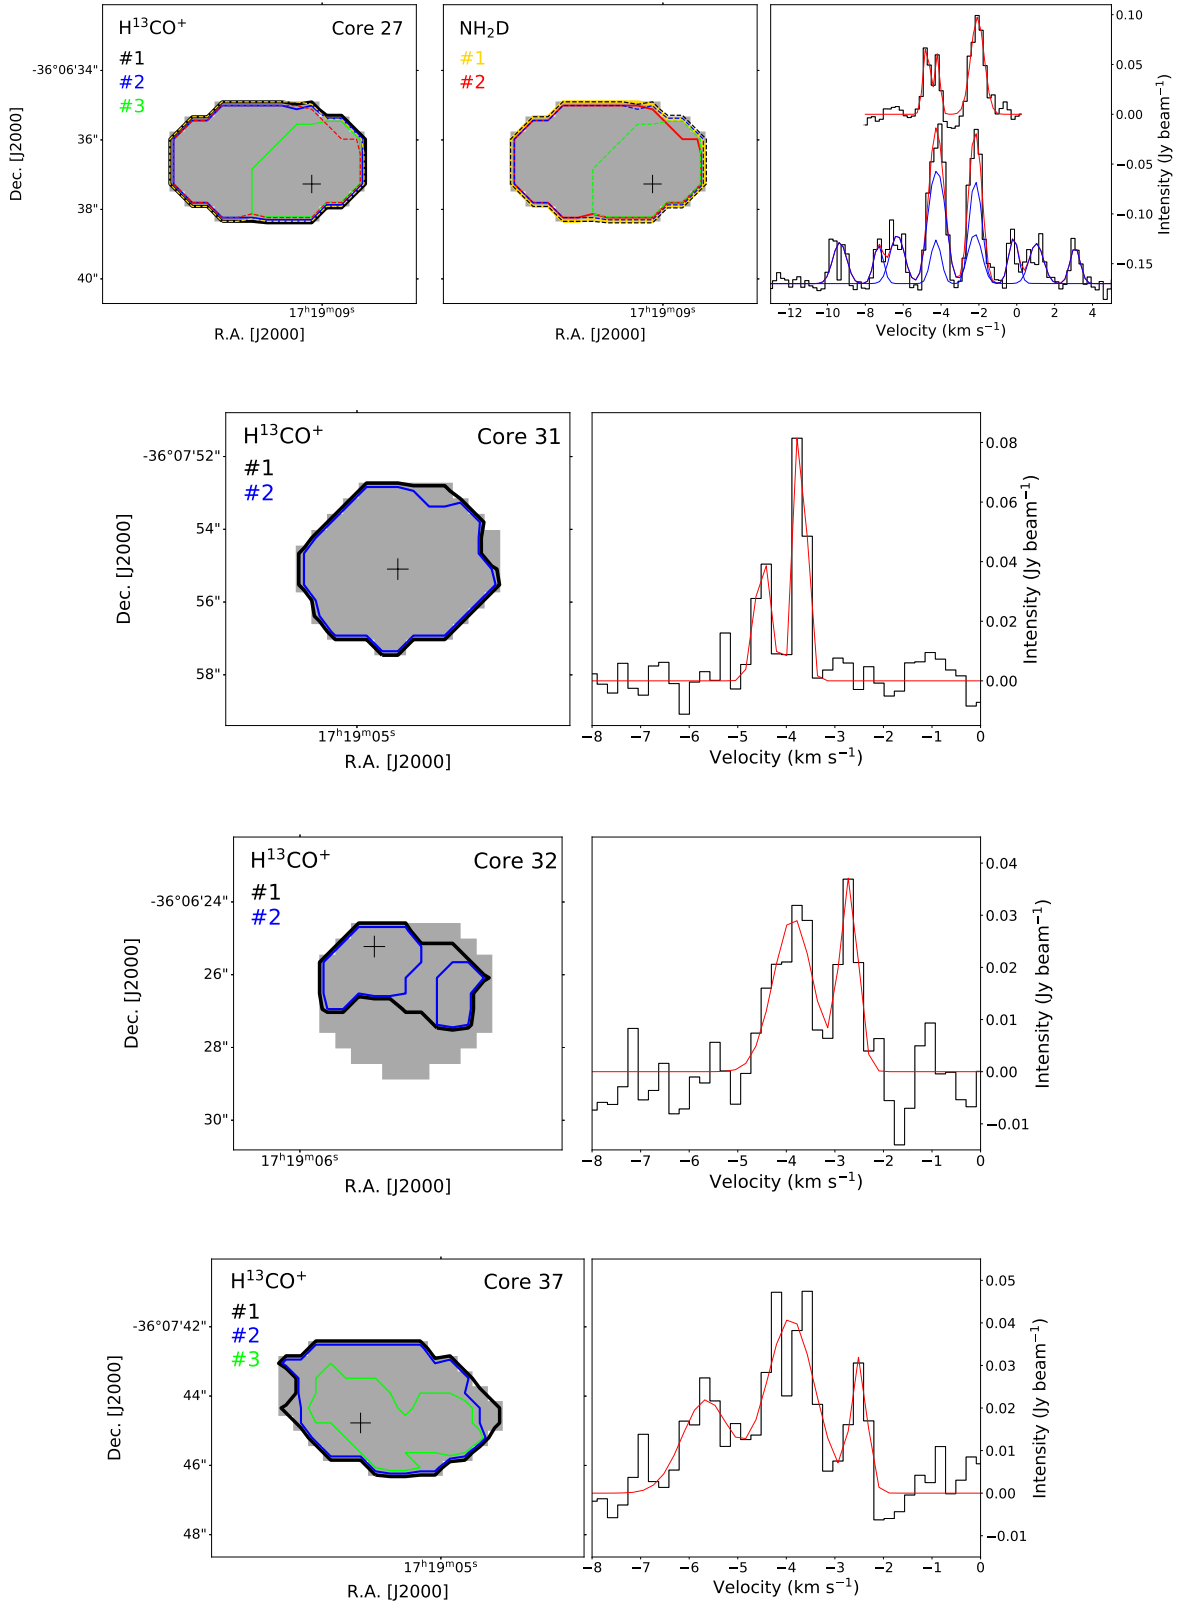 H¹³CO⁺ Core 27
#1
#2
#3
-36°06'34"
36"
38"
40"
Dec. [J2000]
17ʰ19ᵐ09ˢ
R.A. [J2000]
NH₂D
#1
#2
17ʰ19ᵐ09ˢ
R.A. [J2000]
0.10
0.05
0.00
−0.05
−0.10
−0.15
Intensity (Jy beam⁻¹)
−12 −10 −8 −6 −4 −2 0 2 4
Velocity (km s⁻¹)
H¹³CO⁺ Core 31
#1
#2
-36°07'52"
54"
56"
58"
Dec. [J2000]
17ʰ19ᵐ05ˢ
R.A. [J2000]
0.08
0.06
0.04
0.02
0.00
Intensity (Jy beam⁻¹)
−8 −7 −6 −5 −4 −3 −2 −1 0
Velocity (km s⁻¹)
H¹³CO⁺ Core 32
#1
#2
-36°06'24"
26"
28"
30"
Dec. [J2000]
17ʰ19ᵐ06ˢ
R.A. [J2000]
0.04
0.03
0.02
0.01
0.00
−0.01
Intensity (Jy beam⁻¹)
−8 −7 −6 −5 −4 −3 −2 −1 0
Velocity (km s⁻¹)
H¹³CO⁺ Core 37
#1
#2
#3
-36°07'42"
44"
46"
48"
Dec. [J2000]
17ʰ19ᵐ05ˢ
R.A. [J2000]
0.05
0.04
0.03
0.02
0.01
0.00
−0.01
Intensity (Jy beam⁻¹)
−8 −7 −6 −5 −4 −3 −2 −1 0
Velocity (km s⁻¹)